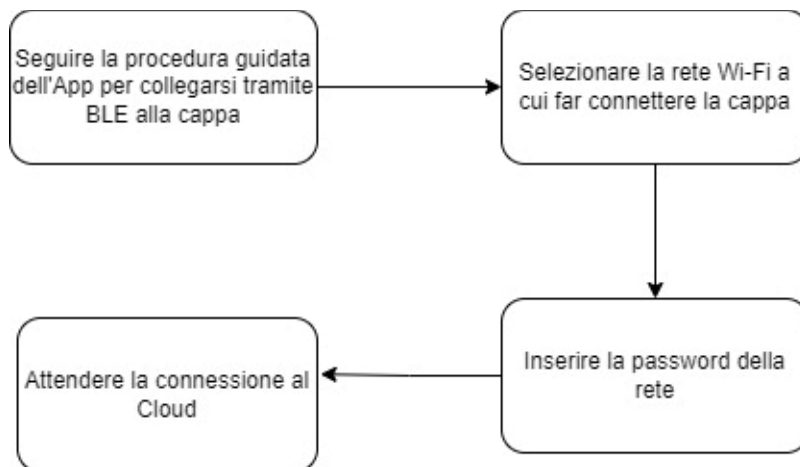 Seguire la procedura guidata
dell'App per collegarsi tramite
BLE alla cappa
Selezionare la rete Wi-Fi a
cui far connettere la cappa
Inserire la password della
rete
Attendere la connessione al
Cloud